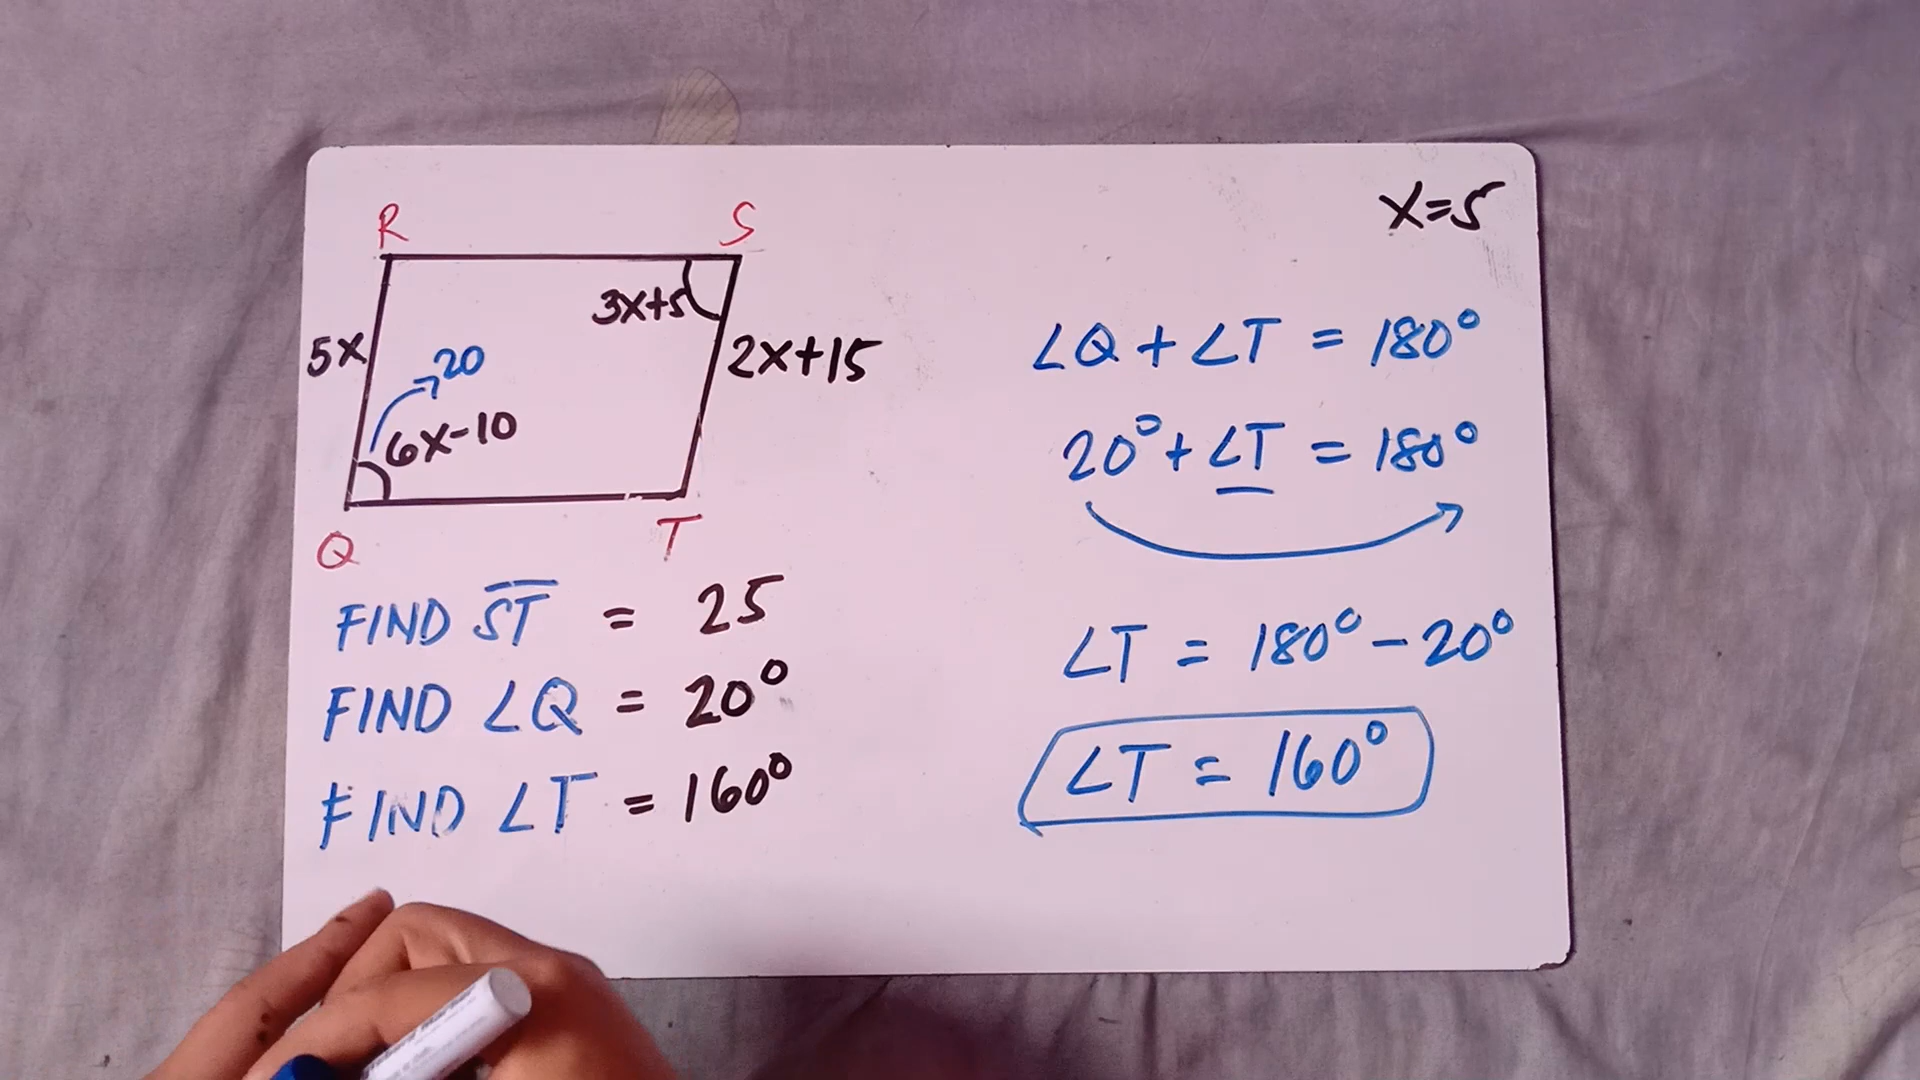 R S
3x+5
5x
20
2x+15
6x-10
Q T
FIND S͞T͞ = 25
FIND ∠Q = 20°
FIND ∠T = 160°
x=5
∠Q + ∠T = 180°
20° + ∠T = 180°
∠T = 180° - 20°
∠T = 160°